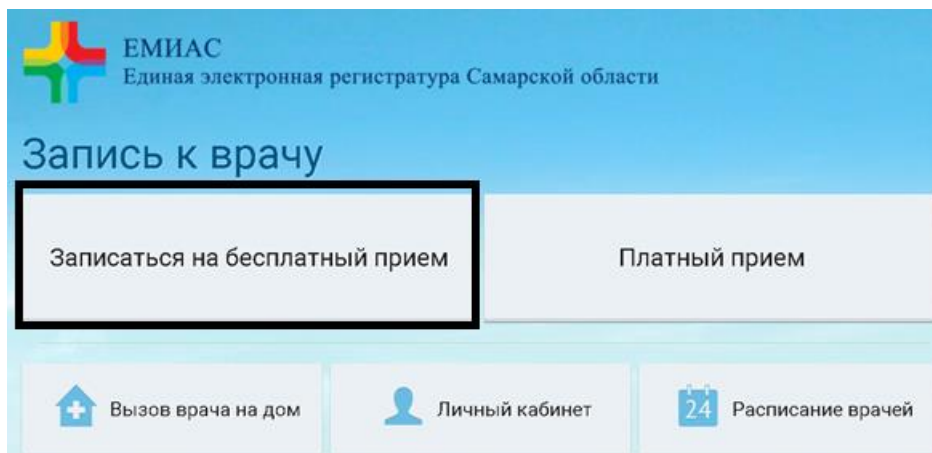 ЕМИАС
Единая электронная регистратура Самарской области
Запись к врачу
Записаться на бесплатный прием
Платный прием
Вызов врача на дом
Личный кабинет
24
Расписание врачей